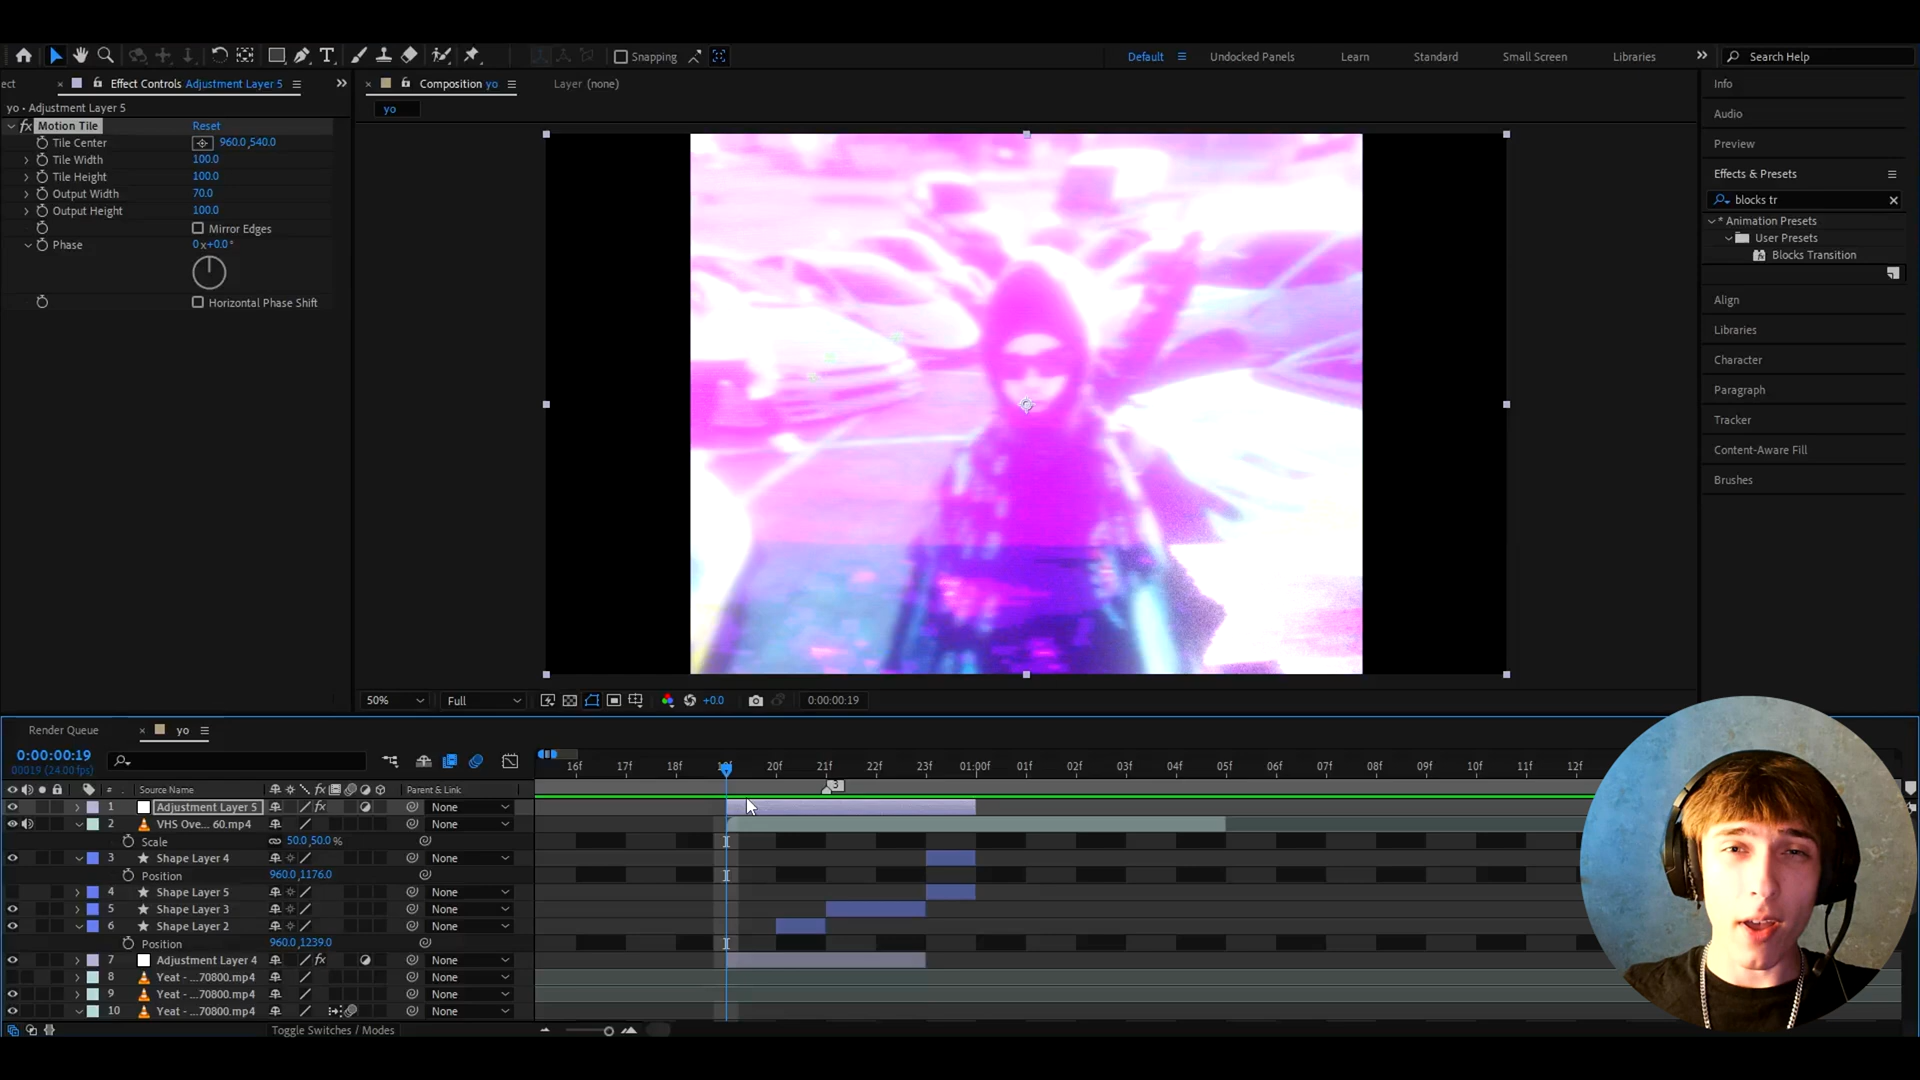 Snapping
Default
Undocked Panels
Learn
Standard
Small Screen
Libraries
Search Help
ect
Effect Controls Adjustment Layer 5
Composition yo
Layer (none)
Info
yo • Adjustment Layer 5
yo
Audio
fx Motion Tile Reset
Tile Center 960.0,540.0
Tile Width 100.0
Tile Height 100.0
Output Width 70.0
Output Height 100.0
Mirror Edges
Phase 0x+0.0°
Horizontal Phase Shift
Preview
Effects & Presets
blocks tr
* Animation Presets
User Presets
Blocks Transition
Align
Libraries
Character
Paragraph
Tracker
Content-Aware Fill
Brushes
50% Full +0.0 0:00:00:19
Render Queue yo
0:00:00:19
00019 (24.00 fps)
16f 17f 18f 19f 20f 21f 22f 23f 01:00f 01f 02f 03f 04f 05f 06f 07f 08f 09f 10f 11f 12f
# Source Name Parent & Link
3
1 Adjustment Layer 5 fx None
2 VHS Ove... 60.mp4 None
Scale 50.0,50.0%
3 Shape Layer 4 None
Position 960.0,1176.0
4 Shape Layer 5 None
5 Shape Layer 3 None
6 Shape Layer 2 None
Position 960.0,1239.0
7 Adjustment Layer 4 fx None
8 Yeat - ...70800.mp4 None
9 Yeat - ...70800.mp4 None
10 Yeat - ...70800.mp4 None
Toggle Switches / Modes